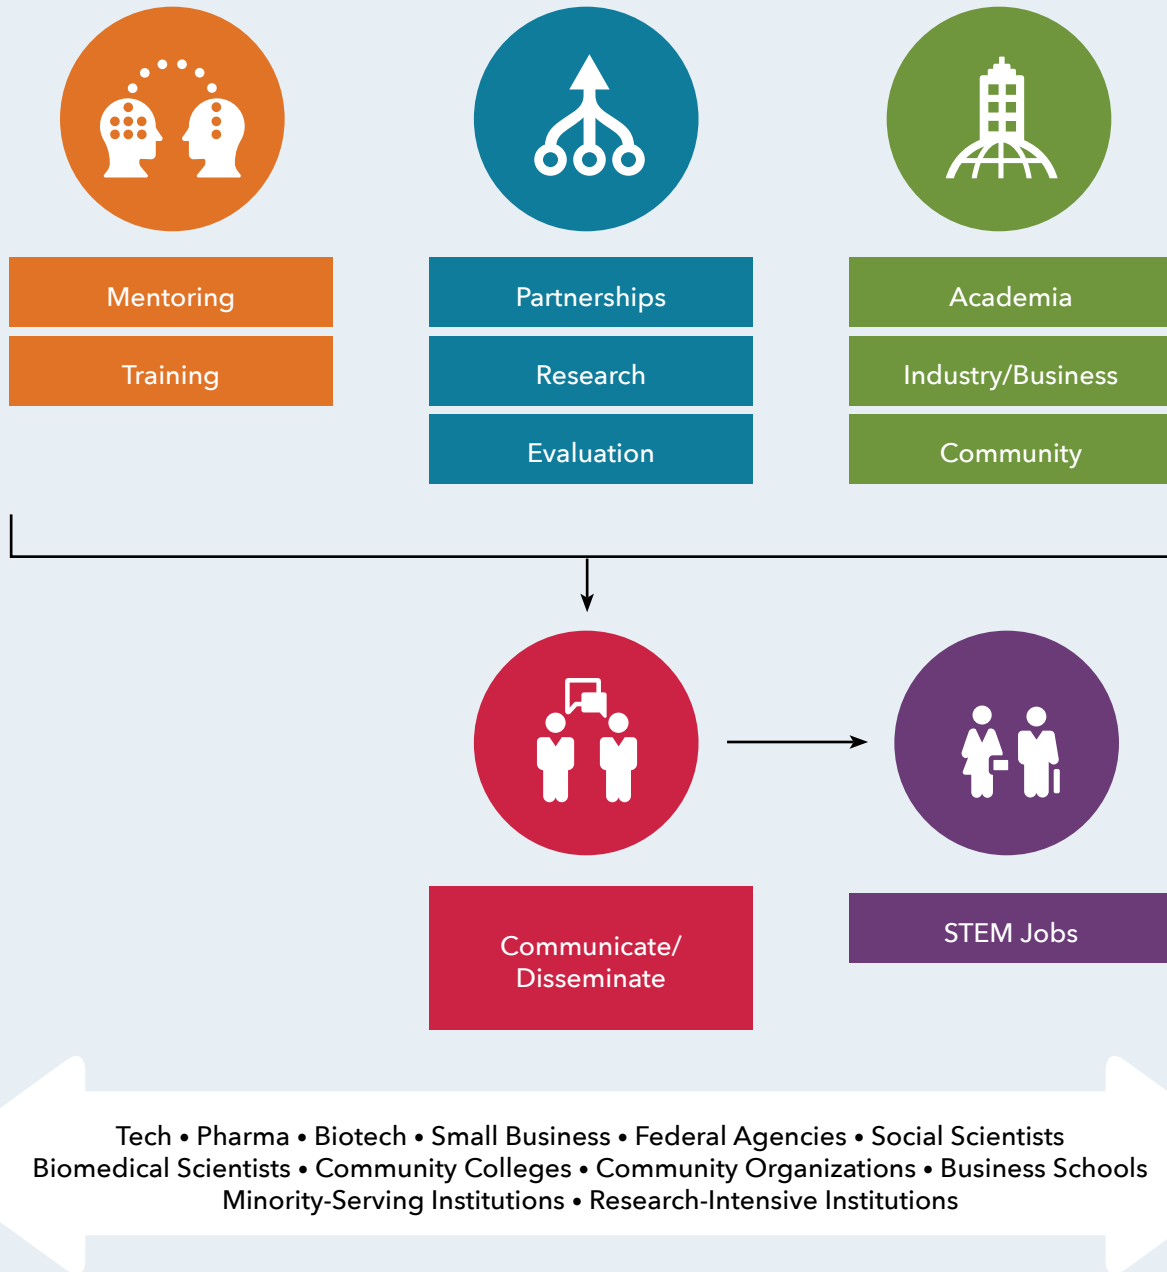 Mentoring
Training
Partnerships
Research
Evaluation
Academia
Industry/Business
Community
Communicate/
Disseminate
STEM Jobs
Tech • Pharma • Biotech • Small Business • Federal Agencies • Social Scientists
Biomedical Scientists • Community Colleges • Community Organizations • Business Schools
Minority-Serving Institutions • Research-Intensive Institutions